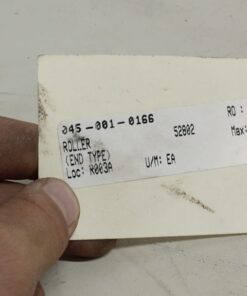 045-001-0166
RO :
52802
Max:
ROLLER
(END TYPE)
U/M: EA
Loc: R003A